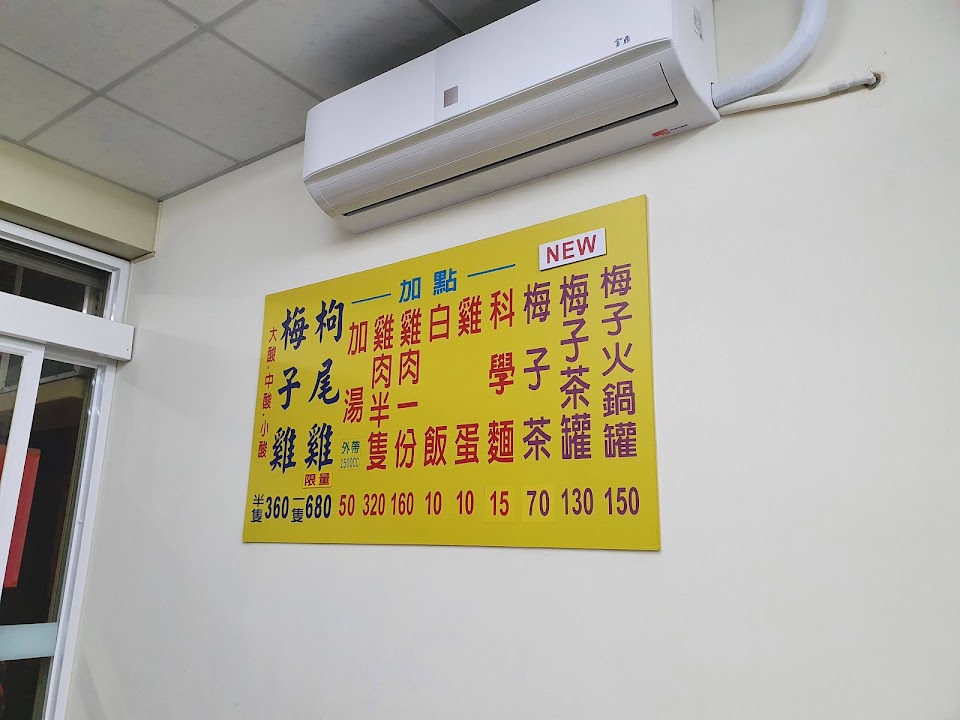 NEW
加點
大酸·中酸·小酸
梅子雞
枸尾雞
限量
半隻360
一隻680
加湯
外帶
1500CC
50
雞肉半隻
320
雞肉一份
160
白飯
10
雞蛋
10
科學麵
15
梅子茶
70
梅子茶罐
130
梅子火鍋罐
150